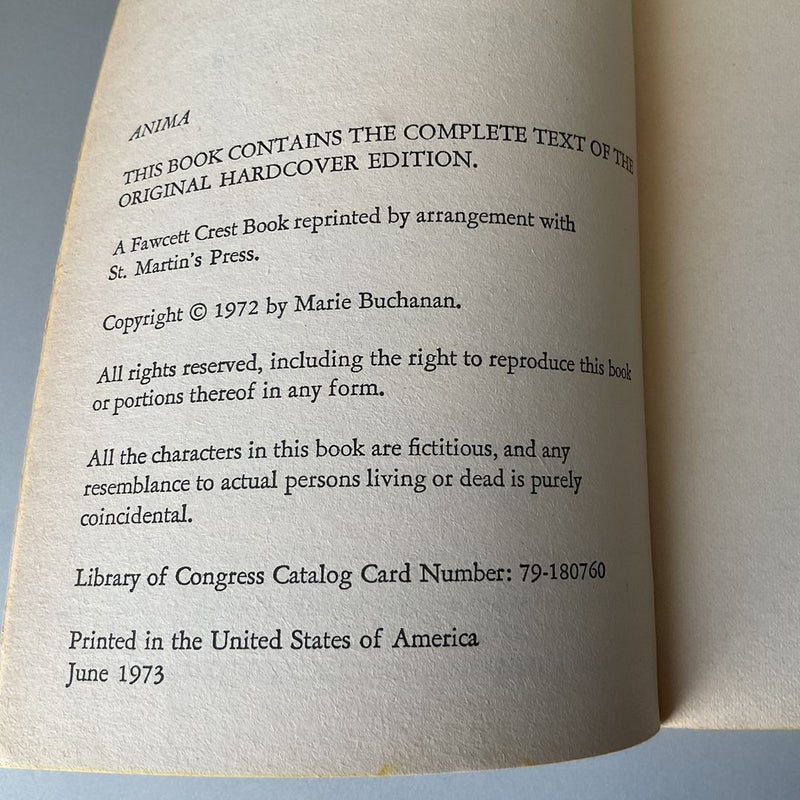 ANIMA
THIS BOOK CONTAINS THE COMPLETE TEXT OF THE
ORIGINAL HARDCOVER EDITION.
A Fawcett Crest Book reprinted by arrangement with
St. Martin's Press.
Copyright © 1972 by Marie Buchanan.
All rights reserved, including the right to reproduce this book
or portions thereof in any form.
All the characters in this book are fictitious, and any
resemblance to actual persons living or dead is purely
coincidental.
Library of Congress Catalog Card Number: 79-180760
Printed in the United States of America
June 1973